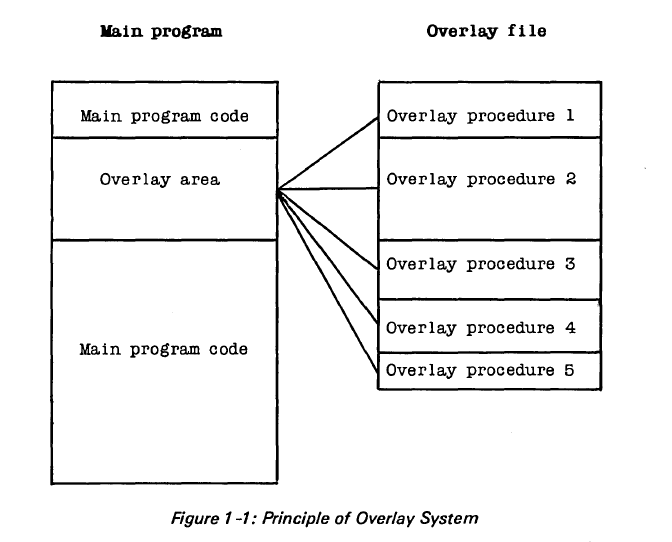 Main program
Overlay file
Main program code
Overlay area
Main program code
Overlay procedure 1
Overlay procedure 2
Overlay procedure 3
Overlay procedure 4
Overlay procedure 5
Figure 1-1: Principle of Overlay System